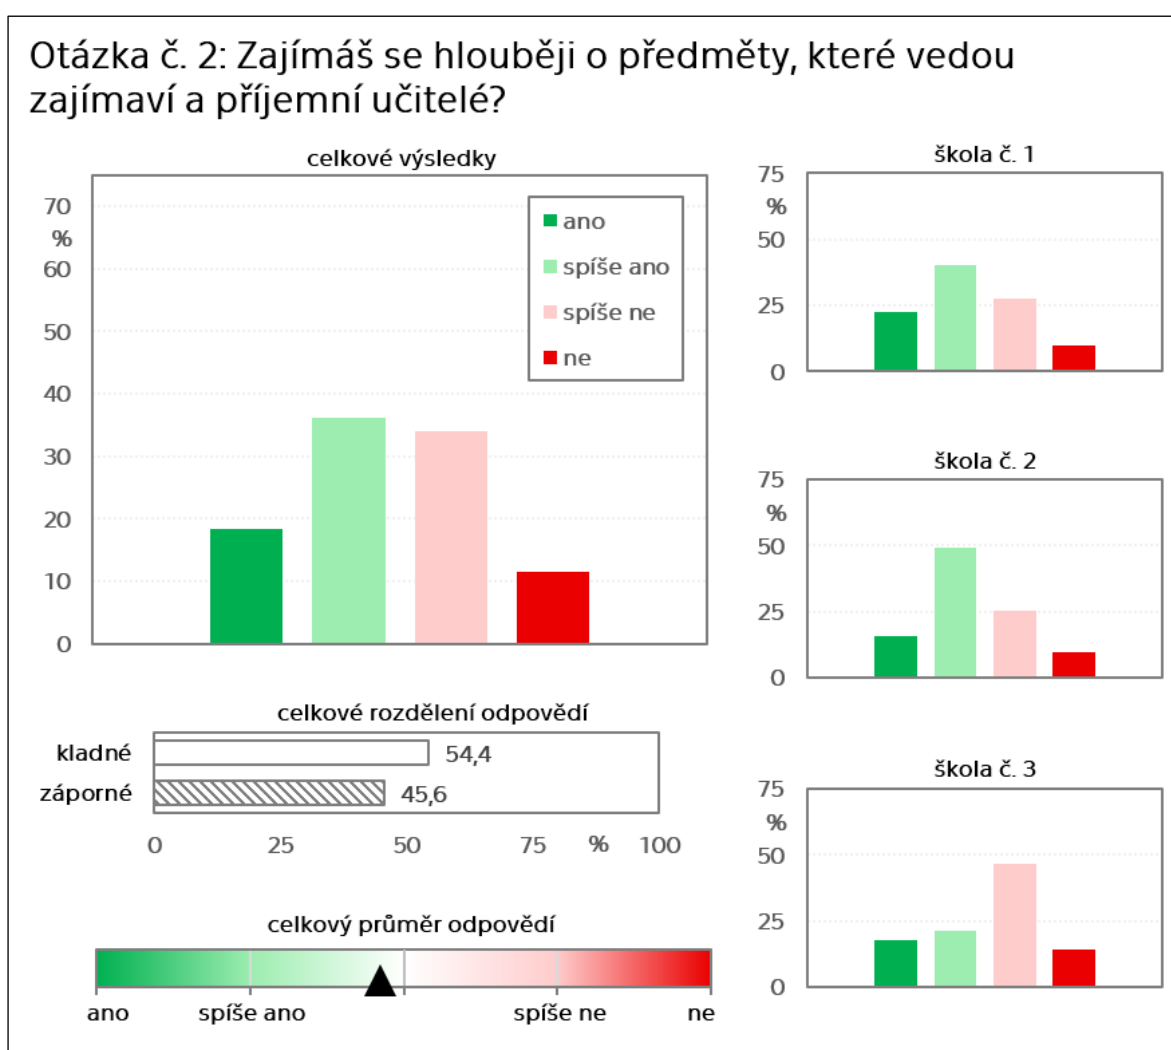 Otázka č. 2: Zajímáš se hlouběji o předměty, které vedou
zajímaví a příjemní učitelé?
celkové výsledky
70
%
60
50
40
30
20
10
0
ano
spíše ano
spíše ne
ne
celkové rozdělení odpovědí
kladné
54,4
záporné
45,6
0 25 50 75 % 100
celkový průměr odpovědí
ano spíše ano spíše ne ne
škola č. 1
75
%
50
25
0
škola č. 2
75
%
50
25
0
škola č. 3
75
%
50
25
0